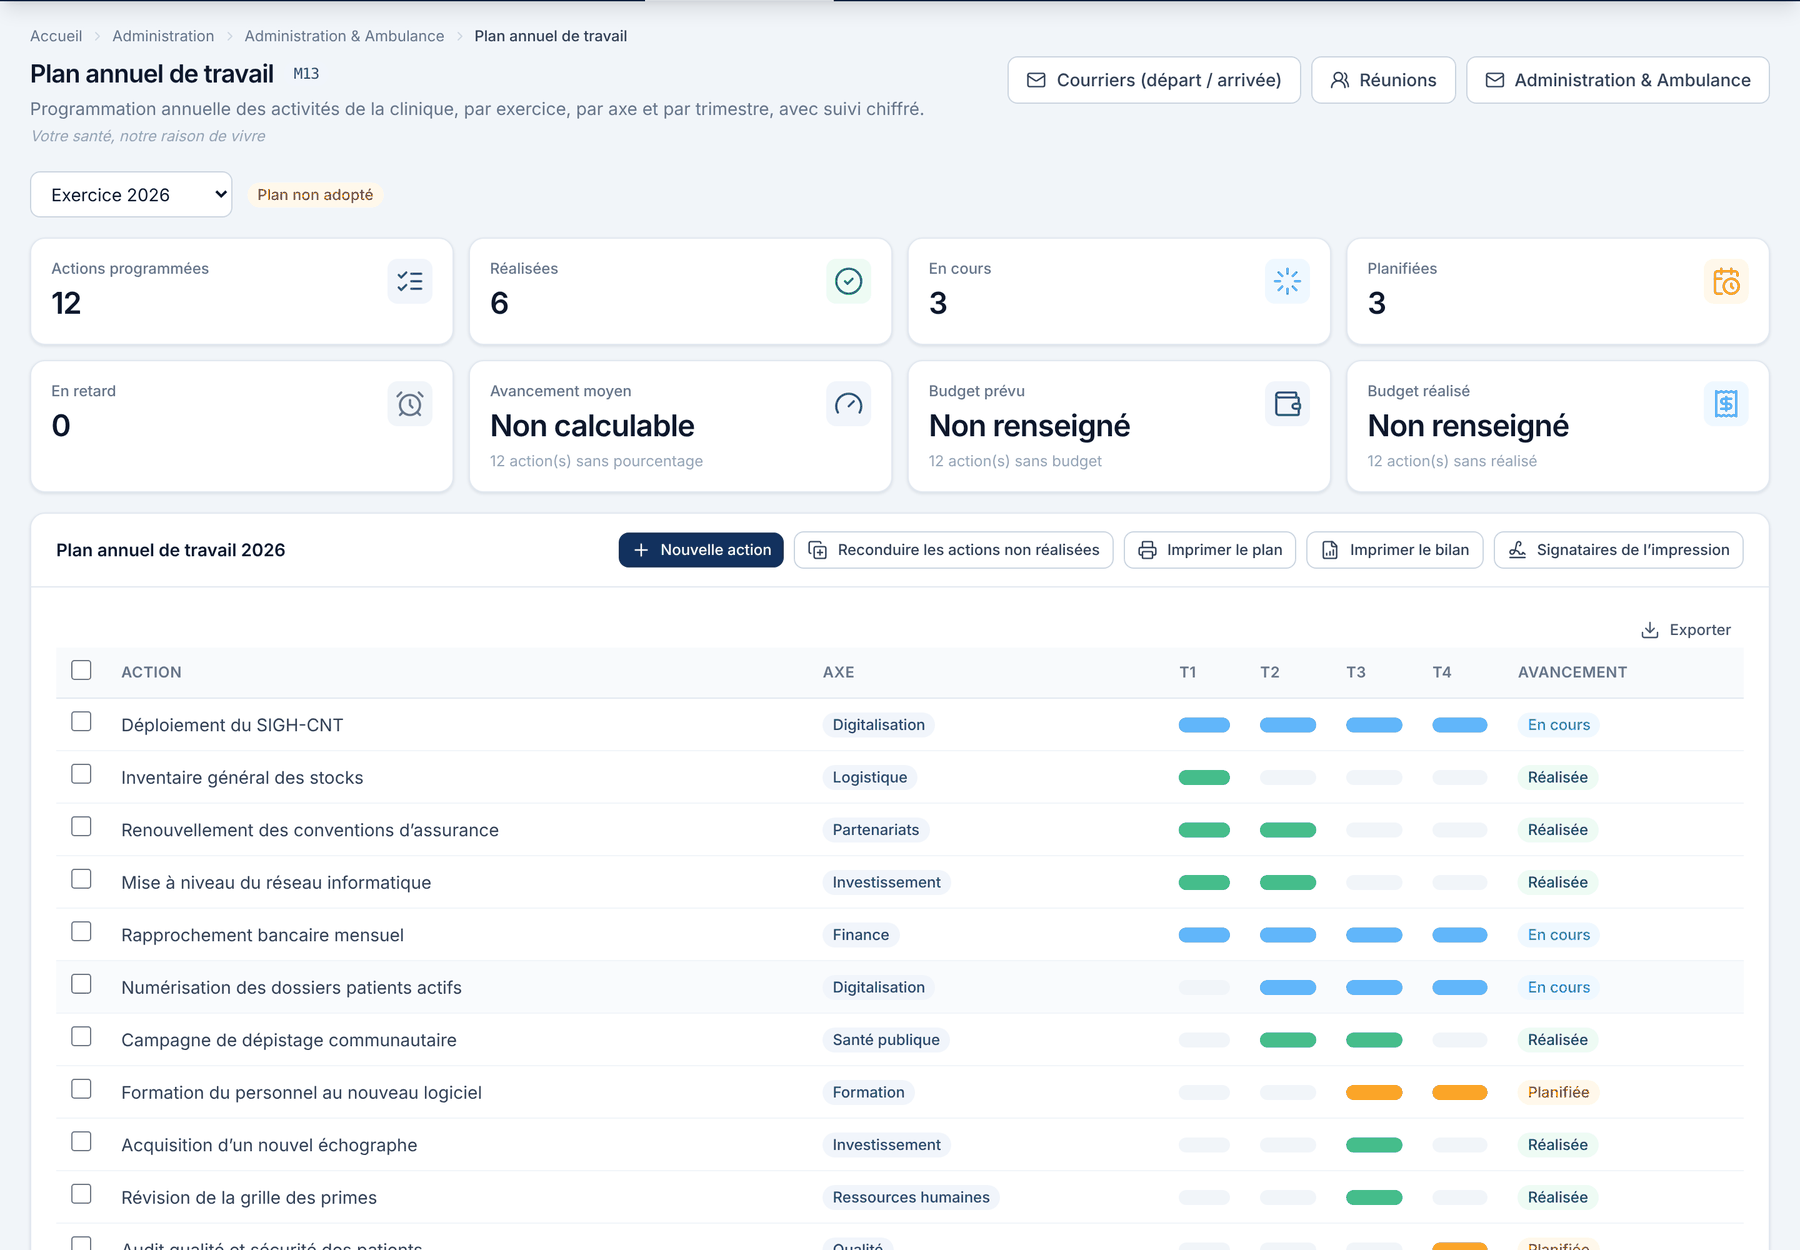 Accueil > Administration > Administration & Ambulance > Plan annuel de travail
Plan annuel de travail M13
Courriers (départ / arrivée) Réunions Administration & Ambulance
Programmation annuelle des activités de la clinique, par exercice, par axe et par trimestre, avec suivi chiffré.
Votre santé, notre raison de vivre
Exercice 2026 Plan non adopté
Actions programmées Réalisées En cours Planifiées
12 6 3 3
En retard Avancement moyen Budget prévu Budget réalisé
0 Non calculable Non renseigné Non renseigné
12 action(s) sans pourcentage 12 action(s) sans budget 12 action(s) sans réalisé
Plan annuel de travail 2026 Nouvelle action Reconduire les actions non réalisées Imprimer le plan Imprimer le bilan Signataires de l’impression
Exporter
ACTION AXE T1 T2 T3 T4 AVANCEMENT
Déploiement du SIGH-CNT Digitalisation En cours
Inventaire général des stocks Logistique Réalisée
Renouvellement des conventions d’assurance Partenariats Réalisée
Mise à niveau du réseau informatique Investissement Réalisée
Rapprochement bancaire mensuel Finance En cours
Numérisation des dossiers patients actifs Digitalisation En cours
Campagne de dépistage communautaire Santé publique Réalisée
Formation du personnel au nouveau logiciel Formation Planifiée
Acquisition d’un nouvel échographe Investissement Réalisée
Révision de la grille des primes Ressources humaines Réalisée
Audit qualité et sécurité des patients Qualité Planifiée